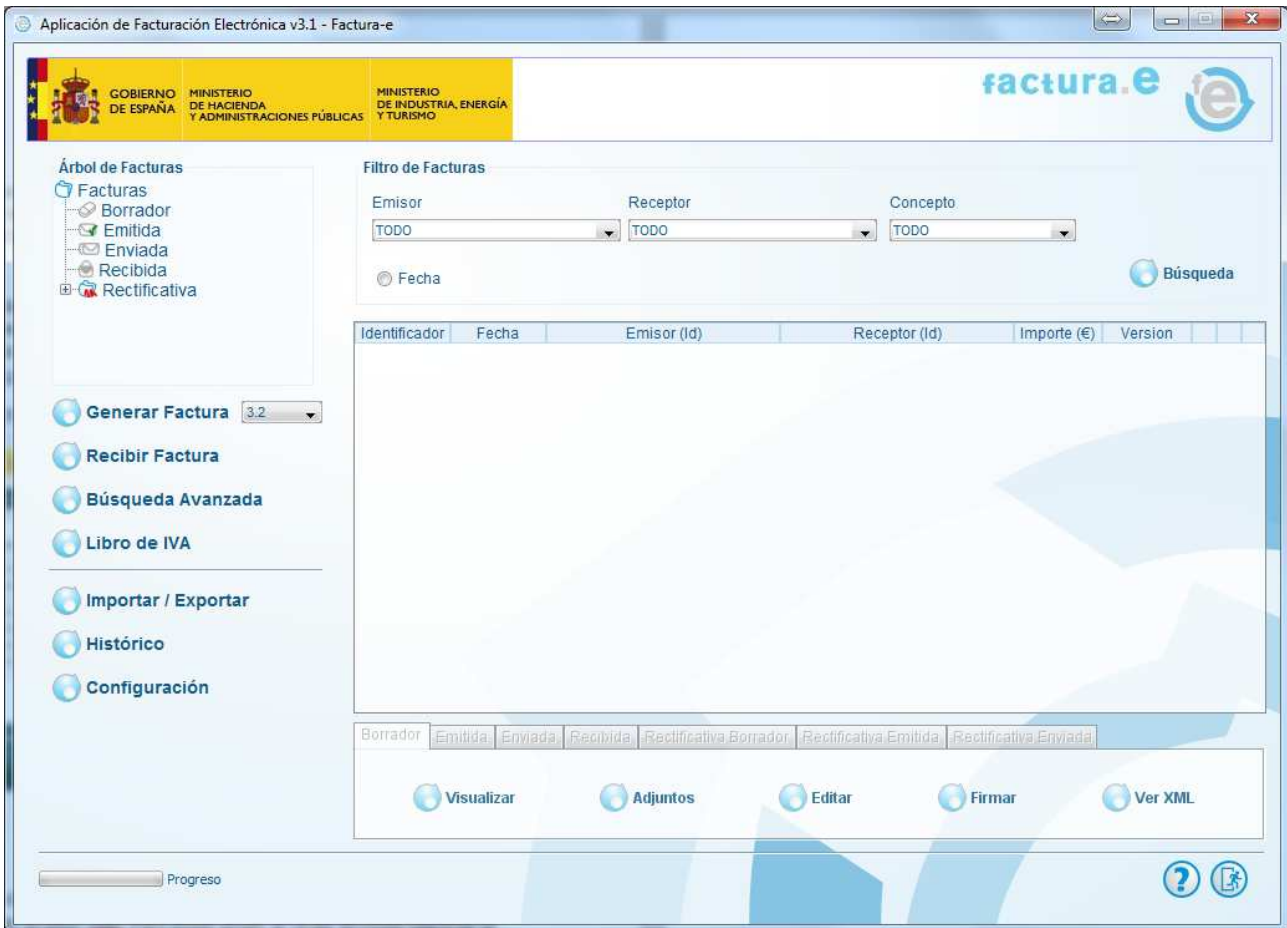 Aplicación de Facturación Electrónica v3.1 - Factura-e
GOBIERNO DE ESPAÑA
MINISTERIO DE HACIENDA Y ADMINISTRACIONES PÚBLICAS
MINISTERIO DE INDUSTRIA, ENERGÍA Y TURISMO
factura.e
e
Árbol de Facturas
Facturas
Borrador
Emitida
Enviada
Recibida
Rectificativa
Filtro de Facturas
Emisor Receptor Concepto
TODO TODO TODO
Fecha
Búsqueda
Identificador Fecha Emisor (Id) Receptor (Id) Importe (€) Version
Generar Factura 3.2
Recibir Factura
Búsqueda Avanzada
Libro de IVA
Importar / Exportar
Histórico
Configuración
Borrador Emitida Enviada Recibida Rectificativa Borrador Rectificativa Emitida Rectificativa Enviada
Visualizar Adjuntos Editar Firmar Ver XML
Progreso
?